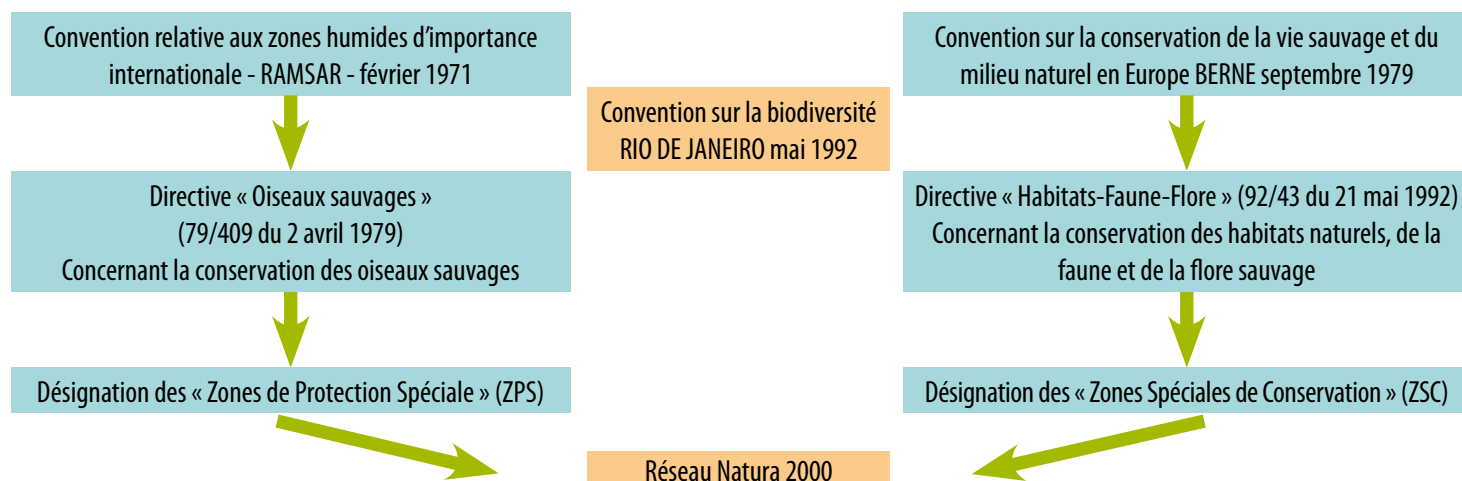 Convention relative aux zones humides d’importance
internationale - RAMSAR - février 1971
Convention sur la conservation de la vie sauvage et du
milieu naturel en Europe BERNE septembre 1979
Convention sur la biodiversité
RIO DE JANEIRO mai 1992
Directive « Oiseaux sauvages »
(79/409 du 2 avril 1979)
Concernant la conservation des oiseaux sauvages
Directive « Habitats-Faune-Flore » (92/43 du 21 mai 1992)
Concernant la conservation des habitats naturels, de la
faune et de la flore sauvage
Désignation des « Zones de Protection Spéciale » (ZPS)
Désignation des « Zones Spéciales de Conservation » (ZSC)
Réseau Natura 2000